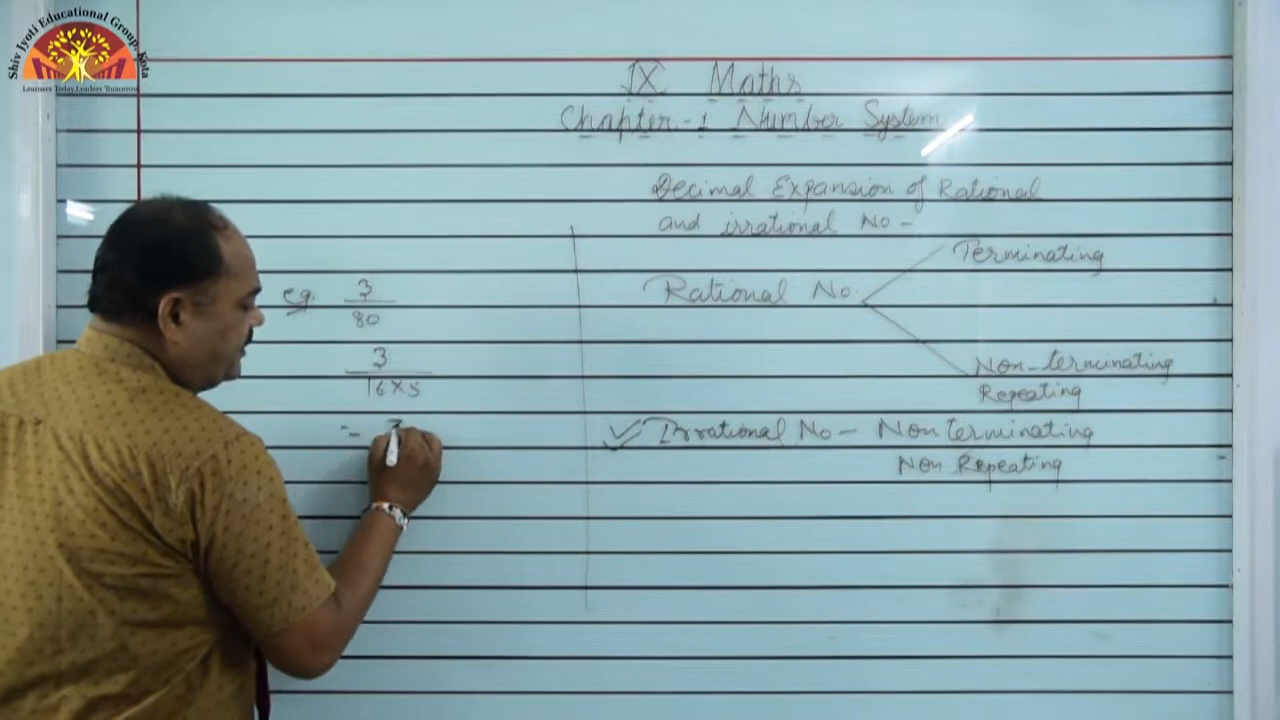 Shiv Jyoti Educational Group, Kota
Learners Today, Leaders Tomorrow
IX Maths
Chapter-1 Number System
Decimal Expansion of Rational
and irrational No -
Terminating
Rational No.
Non-terminating
Repeating
Irrational No - Non terminating
Non Repeating
eg. 3
80
3
16 × 5
=